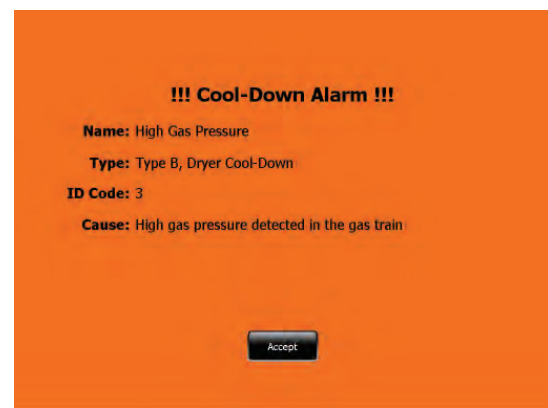 !!! Cool-Down Alarm !!!
Name: High Gas Pressure
Type: Type B, Dryer Cool-Down
ID Code: 3
Cause: High gas pressure detected in the gas train
Accept